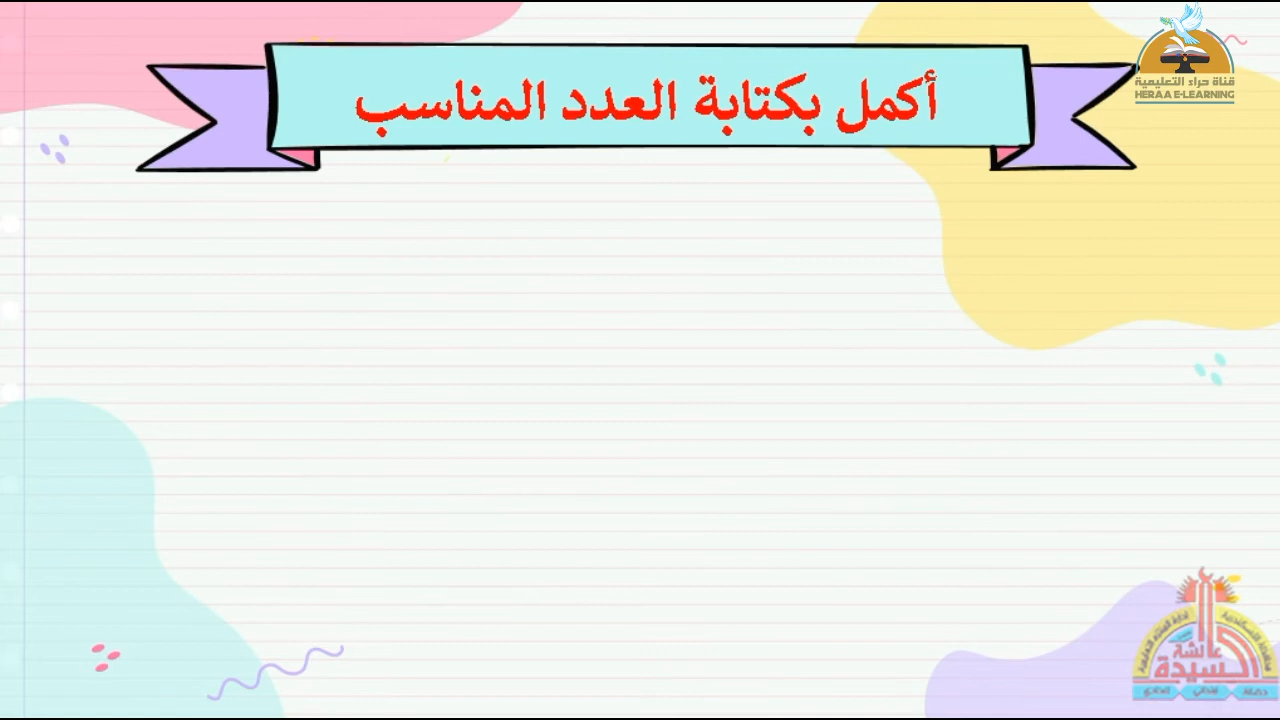 أكمل بكتابة العدد المناسب
قناة حراء التعليمية
HERAA E-LEARNING
عائشة
السيدة